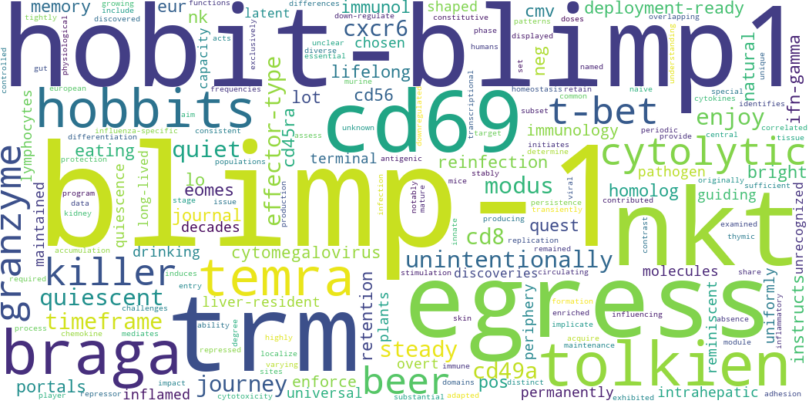 hobit-blimp1
blimp-1
cd69
nkt
egress
trm
tolkien
braga
temra
killer
hobbits
cytolytic
t-bet
granzyme
beer
quiescent
unintentionally
timeframe
journey
portals
inflamed
steady
overt
cd49a
pos
enforce
universal
permanently
intrahepatic
distinct
retention
plants
periphery
reminiscent
uniformly
instructs
unrecognized
guiding
homolog
pathogen
bright
enjoy
natural
ifn-gamma
deployment-ready
cmv
neg
immunology
reinfection
modus
cd8
quest
discoveries
molecules
cytomegalovirus
liver-resident
journal
decades
drinking
eomes
lo
quiet
eating
effector-type
cd45ra
cd56
lot
terminal
lifelong
chosen
cxcr6
immunol
shaped
latent
capacity
nk
eur
memory
lymphocytes
maintained
quiescence
long-lived
controlled
tightly
growing
include
discovered
physiological
gut
european
differences
down-regulate
functions
acts
exclusively
frequencies
patterns
diverse
unclear
essential
murine
constitutive
phase
humans
displayed
doses
set
named
overlapping
understanding
homeostasis
retain
common
naive
cytokines
special
unique
identifies
tissue
correlated
periodic
provide
central
determine
initiates
differentiation
influenza-specific
consistent
aim
assess
populations
protection
program
data
kidney
stage
issue
production
infection
accumulation
required
induces
entry
challenges
chemokine
process
mediates
ability
degree
repressed
highly
localize
varying
sites
impact
player
repressor
cytotoxicity
unknown
antigenic
stably
mice
notably
mature
transiently
viral
persistence
innate
producing
replication
remained
stimulation
circulating
skin
enriched
influencing
implicate
formation
acquire
maintenance
immune
domains
substantial
adapted
exhibited
absence
module
share
contrast
thymic
examined
originally
sufficient
contributed
inflammatory
adhesion
transcriptional
target
subset